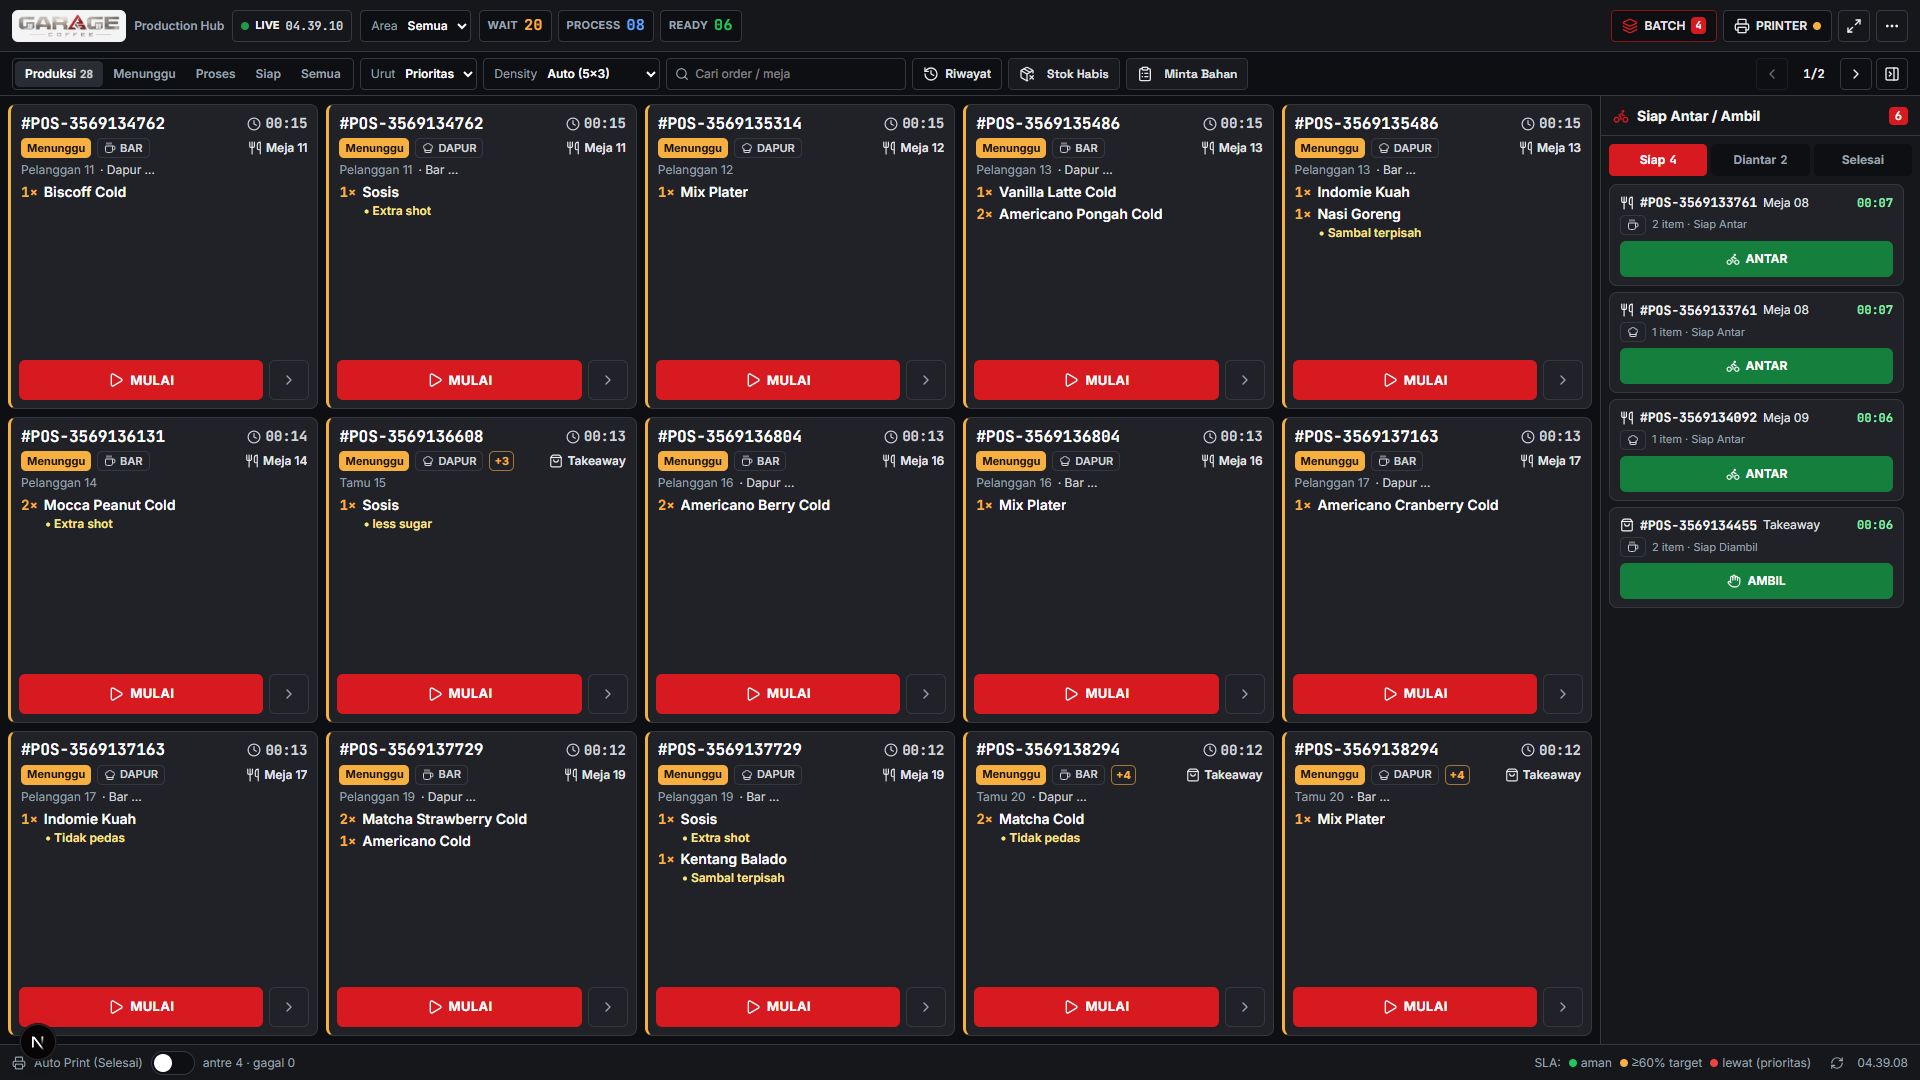 GARAGE COFFEE Production Hub LIVE 04.39.10 Area Semua WAIT 20 PROCESS 08 READY 06 BATCH 4 PRINTER
Produksi 28 Menunggu Proses Siap Semua Urut Prioritas Density Auto (5×3) Cari order / meja Riwayat Stok Habis Minta Bahan 1/2
#POS-3569134762 00:15
Menunggu BAR Meja 11
Pelanggan 11 · Dapur ...
1× Biscoff Cold
MULAI
#POS-3569134762 00:15
Menunggu DAPUR Meja 11
Pelanggan 11 · Bar ...
1× Sosis
• Extra shot
MULAI
#POS-3569135314 00:15
Menunggu DAPUR Meja 12
Pelanggan 12
1× Mix Plater
MULAI
#POS-3569135486 00:15
Menunggu BAR Meja 13
Pelanggan 13 · Dapur ...
1× Vanilla Latte Cold
2× Americano Pongah Cold
MULAI
#POS-3569135486 00:15
Menunggu DAPUR Meja 13
Pelanggan 13 · Bar ...
1× Indomie Kuah
1× Nasi Goreng
• Sambal terpisah
MULAI
#POS-3569136131 00:14
Menunggu BAR Meja 14
Pelanggan 14
2× Mocca Peanut Cold
• Extra shot
MULAI
#POS-3569136608 00:13
Menunggu DAPUR +3 Takeaway
Tamu 15
1× Sosis
• less sugar
MULAI
#POS-3569136804 00:13
Menunggu BAR Meja 16
Pelanggan 16 · Dapur ...
2× Americano Berry Cold
MULAI
#POS-3569136804 00:13
Menunggu DAPUR Meja 16
Pelanggan 16 · Bar ...
1× Mix Plater
MULAI
#POS-3569137163 00:13
Menunggu BAR Meja 17
Pelanggan 17 · Dapur ...
1× Americano Cranberry Cold
MULAI
#POS-3569137163 00:13
Menunggu DAPUR Meja 17
Pelanggan 17 · Bar ...
1× Indomie Kuah
• Tidak pedas
MULAI
#POS-3569137729 00:12
Menunggu BAR Meja 19
Pelanggan 19 · Dapur ...
2× Matcha Strawberry Cold
1× Americano Cold
MULAI
#POS-3569137729 00:12
Menunggu DAPUR Meja 19
Pelanggan 19 · Bar ...
1× Sosis
• Extra shot
1× Kentang Balado
• Sambal terpisah
MULAI
#POS-3569138294 00:12
Menunggu BAR +4 Takeaway
Tamu 20 · Dapur ...
2× Matcha Cold
• Tidak pedas
MULAI
#POS-3569138294 00:12
Menunggu DAPUR +4 Takeaway
Tamu 20 · Bar ...
1× Mix Plater
MULAI
Siap Antar / Ambil 6
Siap 4 Diantar 2 Selesai
#POS-3569133761 Meja 08 00:07
2 item · Siap Antar
ANTAR
#POS-3569133761 Meja 08 00:07
1 item · Siap Antar
ANTAR
#POS-3569134092 Meja 09 00:06
1 item · Siap Antar
ANTAR
#POS-3569134455 Takeaway 00:06
2 item · Siap Diambil
AMBIL
N
Auto Print (Selesai) antre 4 · gagal 0 SLA: aman ≥60% target lewat (prioritas) 04.39.08